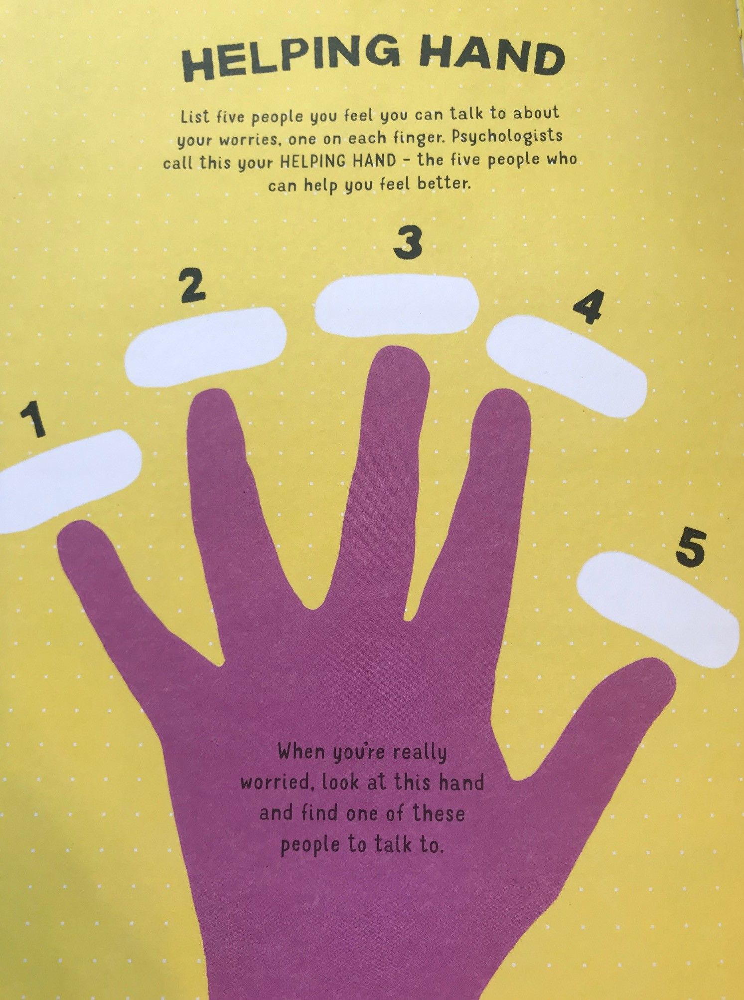 HELPING HAND
List five people you feel you can talk to about
your worries, one on each finger. Psychologists
call this your HELPING HAND – the five people who
can help you feel better.
1
2
3
4
5
When you're really
worried, look at this hand
and find one of these
people to talk to.